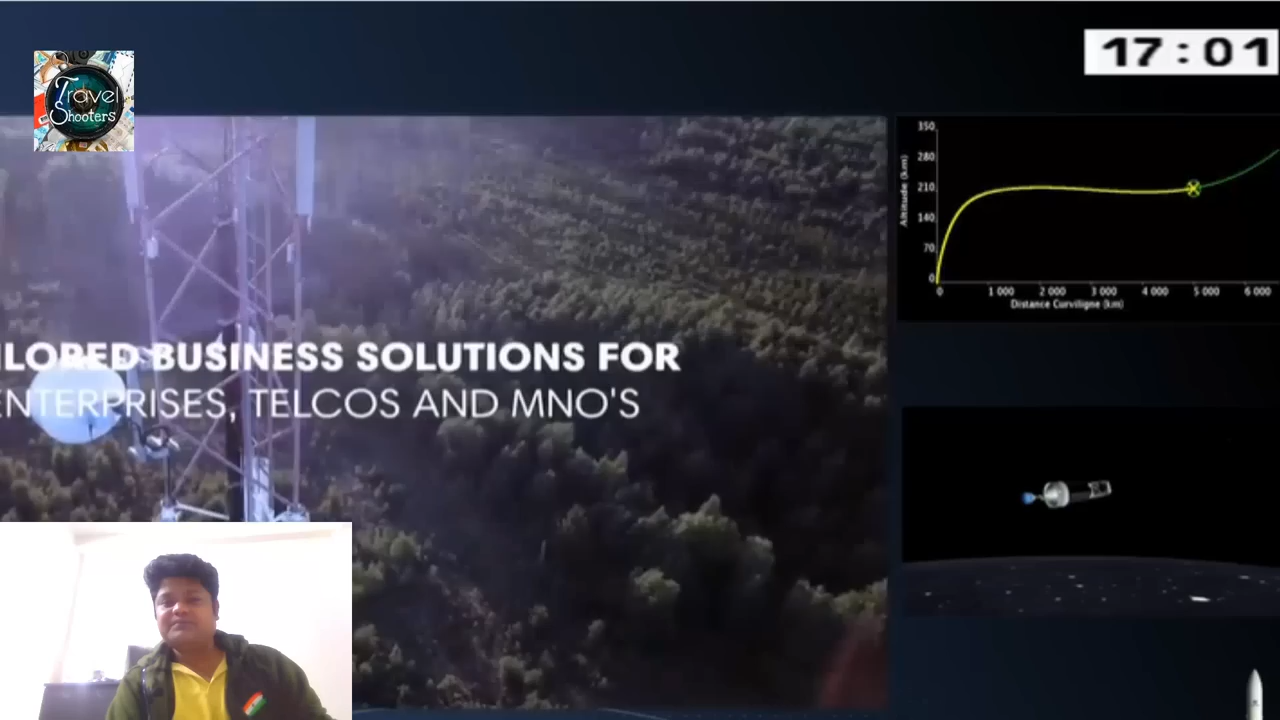 17:01
Travel
Shooters
350
280
210
140
70
0
Altitude (km)
0 1 000 2 000 3 000 4 000 5 000 6 000
Distance Curviligne (km)
ILORED BUSINESS SOLUTIONS FOR
ENTERPRISES, TELCOS AND MNO'S